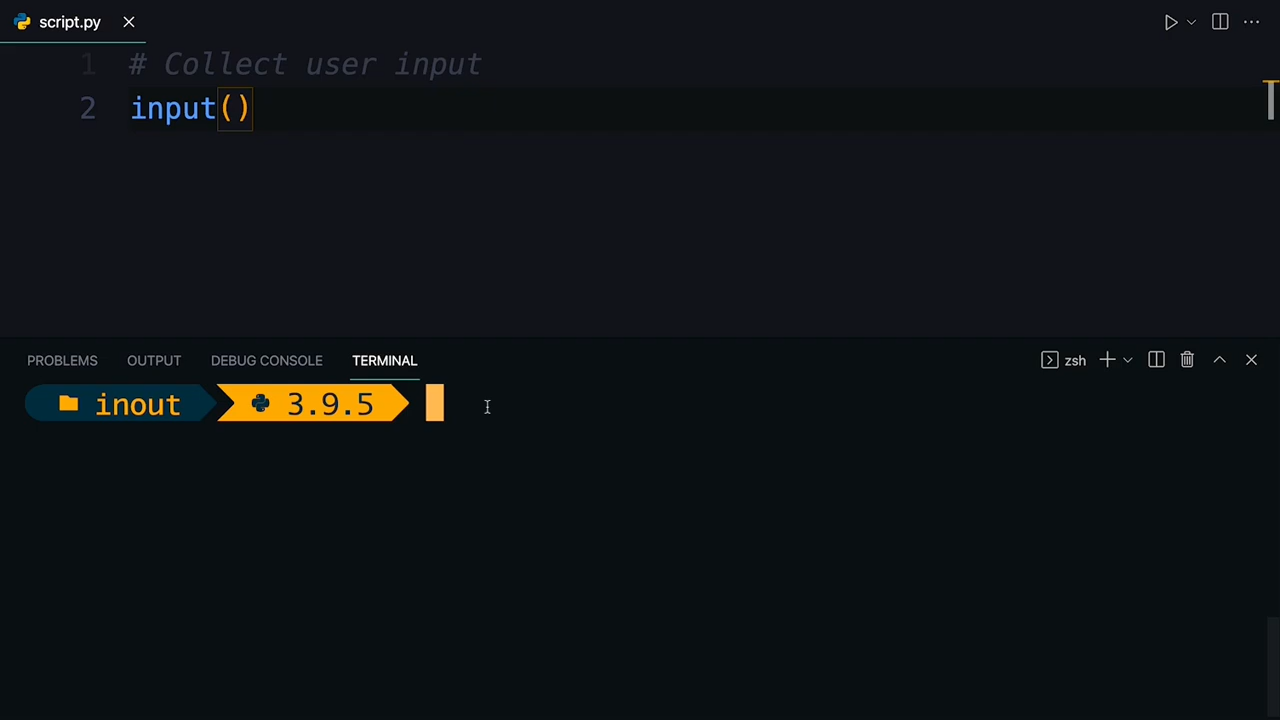 script.py
1 # Collect user input
2 input()
PROBLEMS OUTPUT DEBUG CONSOLE TERMINAL zsh
inout 3.9.5